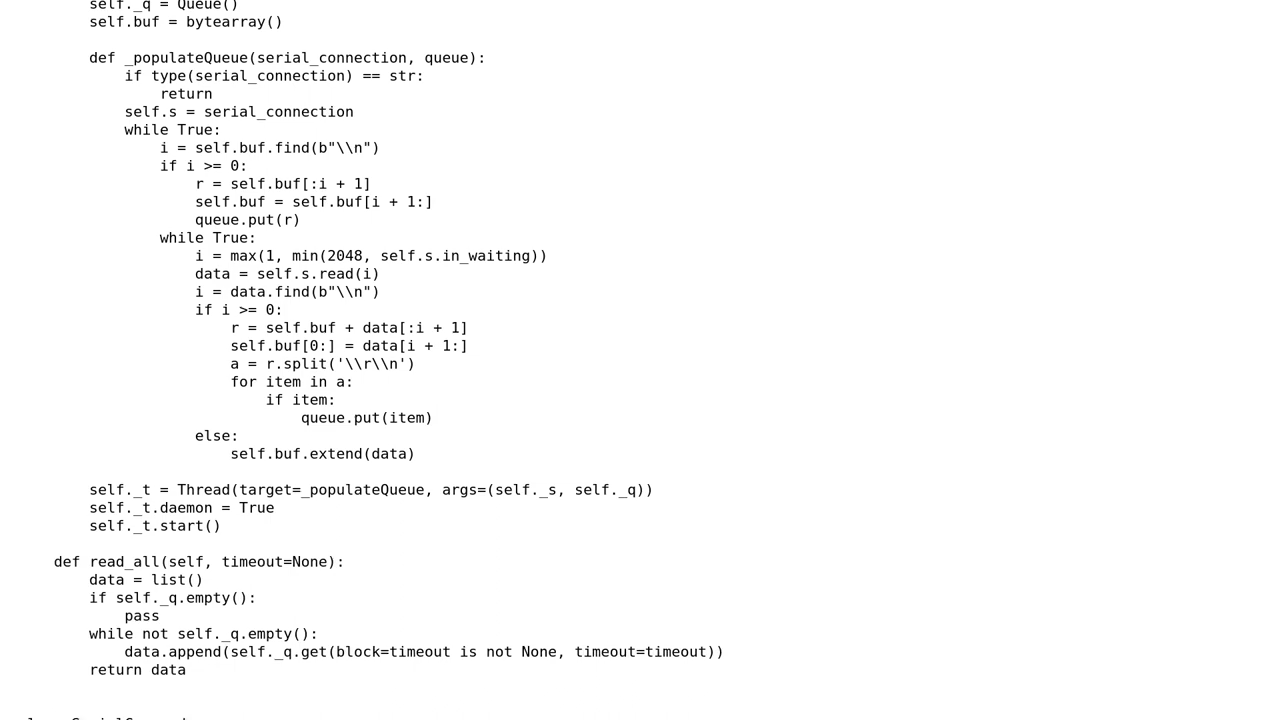 self._q = Queue()
        self.buf = bytearray()

        def _populateQueue(serial_connection, queue):
            if type(serial_connection) == str:
                return
            self.s = serial_connection
            while True:
                i = self.buf.find(b"\\n")
                if i >= 0:
                    r = self.buf[:i + 1]
                    self.buf = self.buf[i + 1:]
                    queue.put(r)
                while True:
                    i = max(1, min(2048, self.s.in_waiting))
                    data = self.s.read(i)
                    i = data.find(b"\\n")
                    if i >= 0:
                        r = self.buf + data[:i + 1]
                        self.buf[0:] = data[i + 1:]
                        a = r.split('\\r\\n')
                        for item in a:
                            if item:
                                queue.put(item)
                    else:
                        self.buf.extend(data)

        self._t = Thread(target=_populateQueue, args=(self._s, self._q))
        self._t.daemon = True
        self._t.start()

    def read_all(self, timeout=None):
        data = list()
        if self._q.empty():
            pass
        while not self._q.empty():
            data.append(self._q.get(block=timeout is not None, timeout=timeout))
        return data